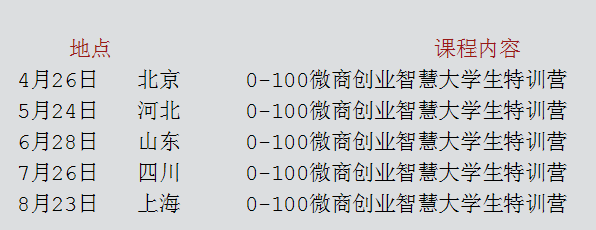 地点 课程内容
4月26日 北京 0-100微商创业智慧大学生特训营
5月24日 河北 0-100微商创业智慧大学生特训营
6月28日 山东 0-100微商创业智慧大学生特训营
7月26日 四川 0-100微商创业智慧大学生特训营
8月23日 上海 0-100微商创业智慧大学生特训营